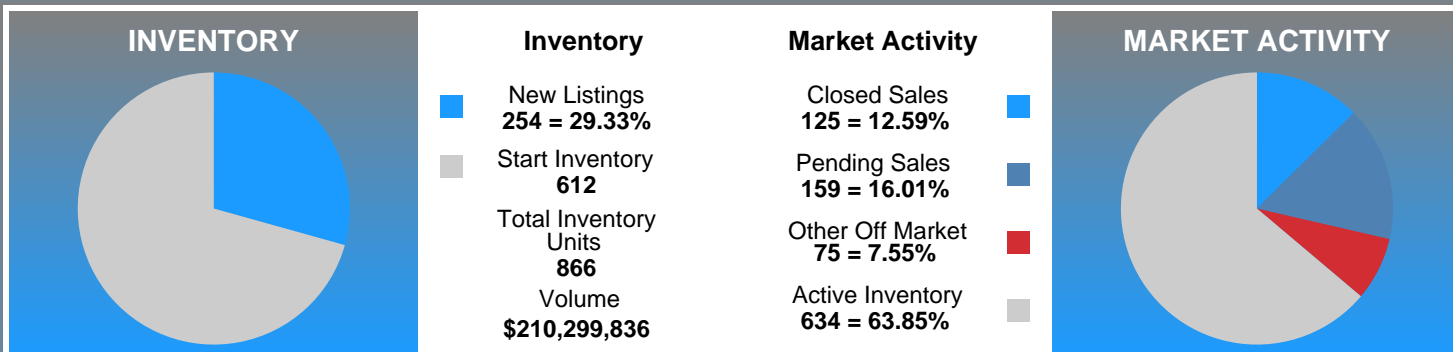 INVENTORY
Inventory
New Listings
254 = 29.33%
Start Inventory
612
Total Inventory
Units
866
Volume
$210,299,836
Market Activity
Closed Sales
125 = 12.59%
Pending Sales
159 = 16.01%
Other Off Market
75 = 7.55%
Active Inventory
634 = 63.85%
MARKET ACTIVITY